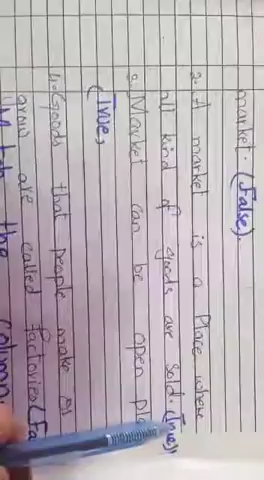 market. (False).
2. A market is a Place where
all kind of goods are sold. (True),
3. Market can be open
(True,
4. Goods that people make or
grow are called factories (Fa
Match the column